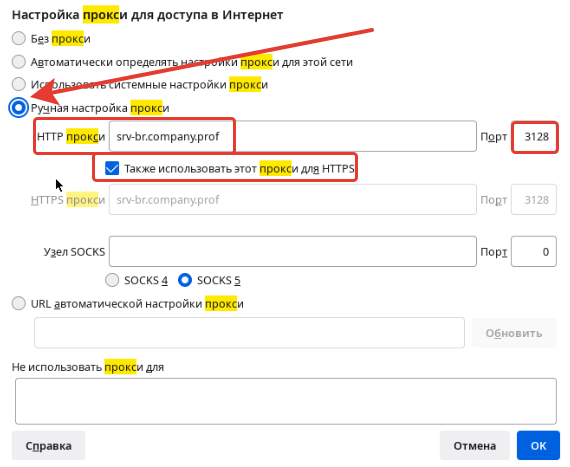 Настройка прокси для доступа в Интернет
Без прокси
Автоматически определять настройки прокси для этой сети
Использовать системные настройки прокси
Ручная настройка прокси
HTTP прокси srv-br.company.prof Порт 3128
Также использовать этот прокси для HTTPS
HTTPS прокси srv-br.company.prof Порт 3128
Узел SOCKS Порт 0
SOCKS 4 SOCKS 5
URL автоматической настройки прокси
Обновить
Не использовать прокси для
Справка Отмена OK